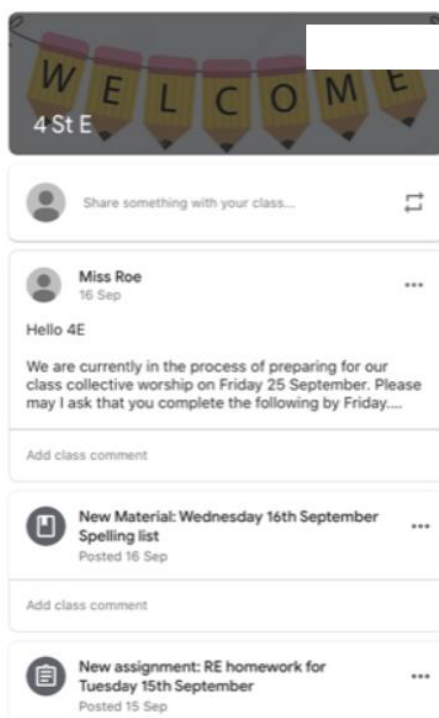 WELCOME
4 St E
Share something with your class...
Miss Roe
16 Sep
Hello 4E
We are currently in the process of preparing for our
class collective worship on Friday 25 September. Please
may I ask that you complete the following by Friday....
Add class comment
New Material: Wednesday 16th September
Spelling list
Posted 16 Sep
Add class comment
New assignment: RE homework for
Tuesday 15th September
Posted 15 Sep